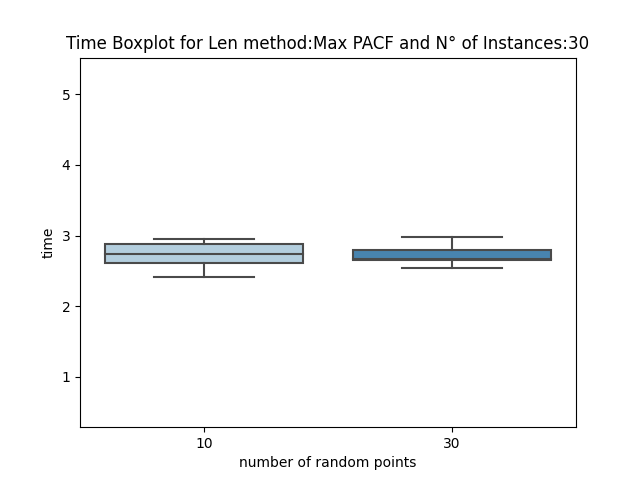 Time Boxplot for Len method:Max PACF and N° of Instances:30
5
4
3
2
1
time
10
30
number of random points